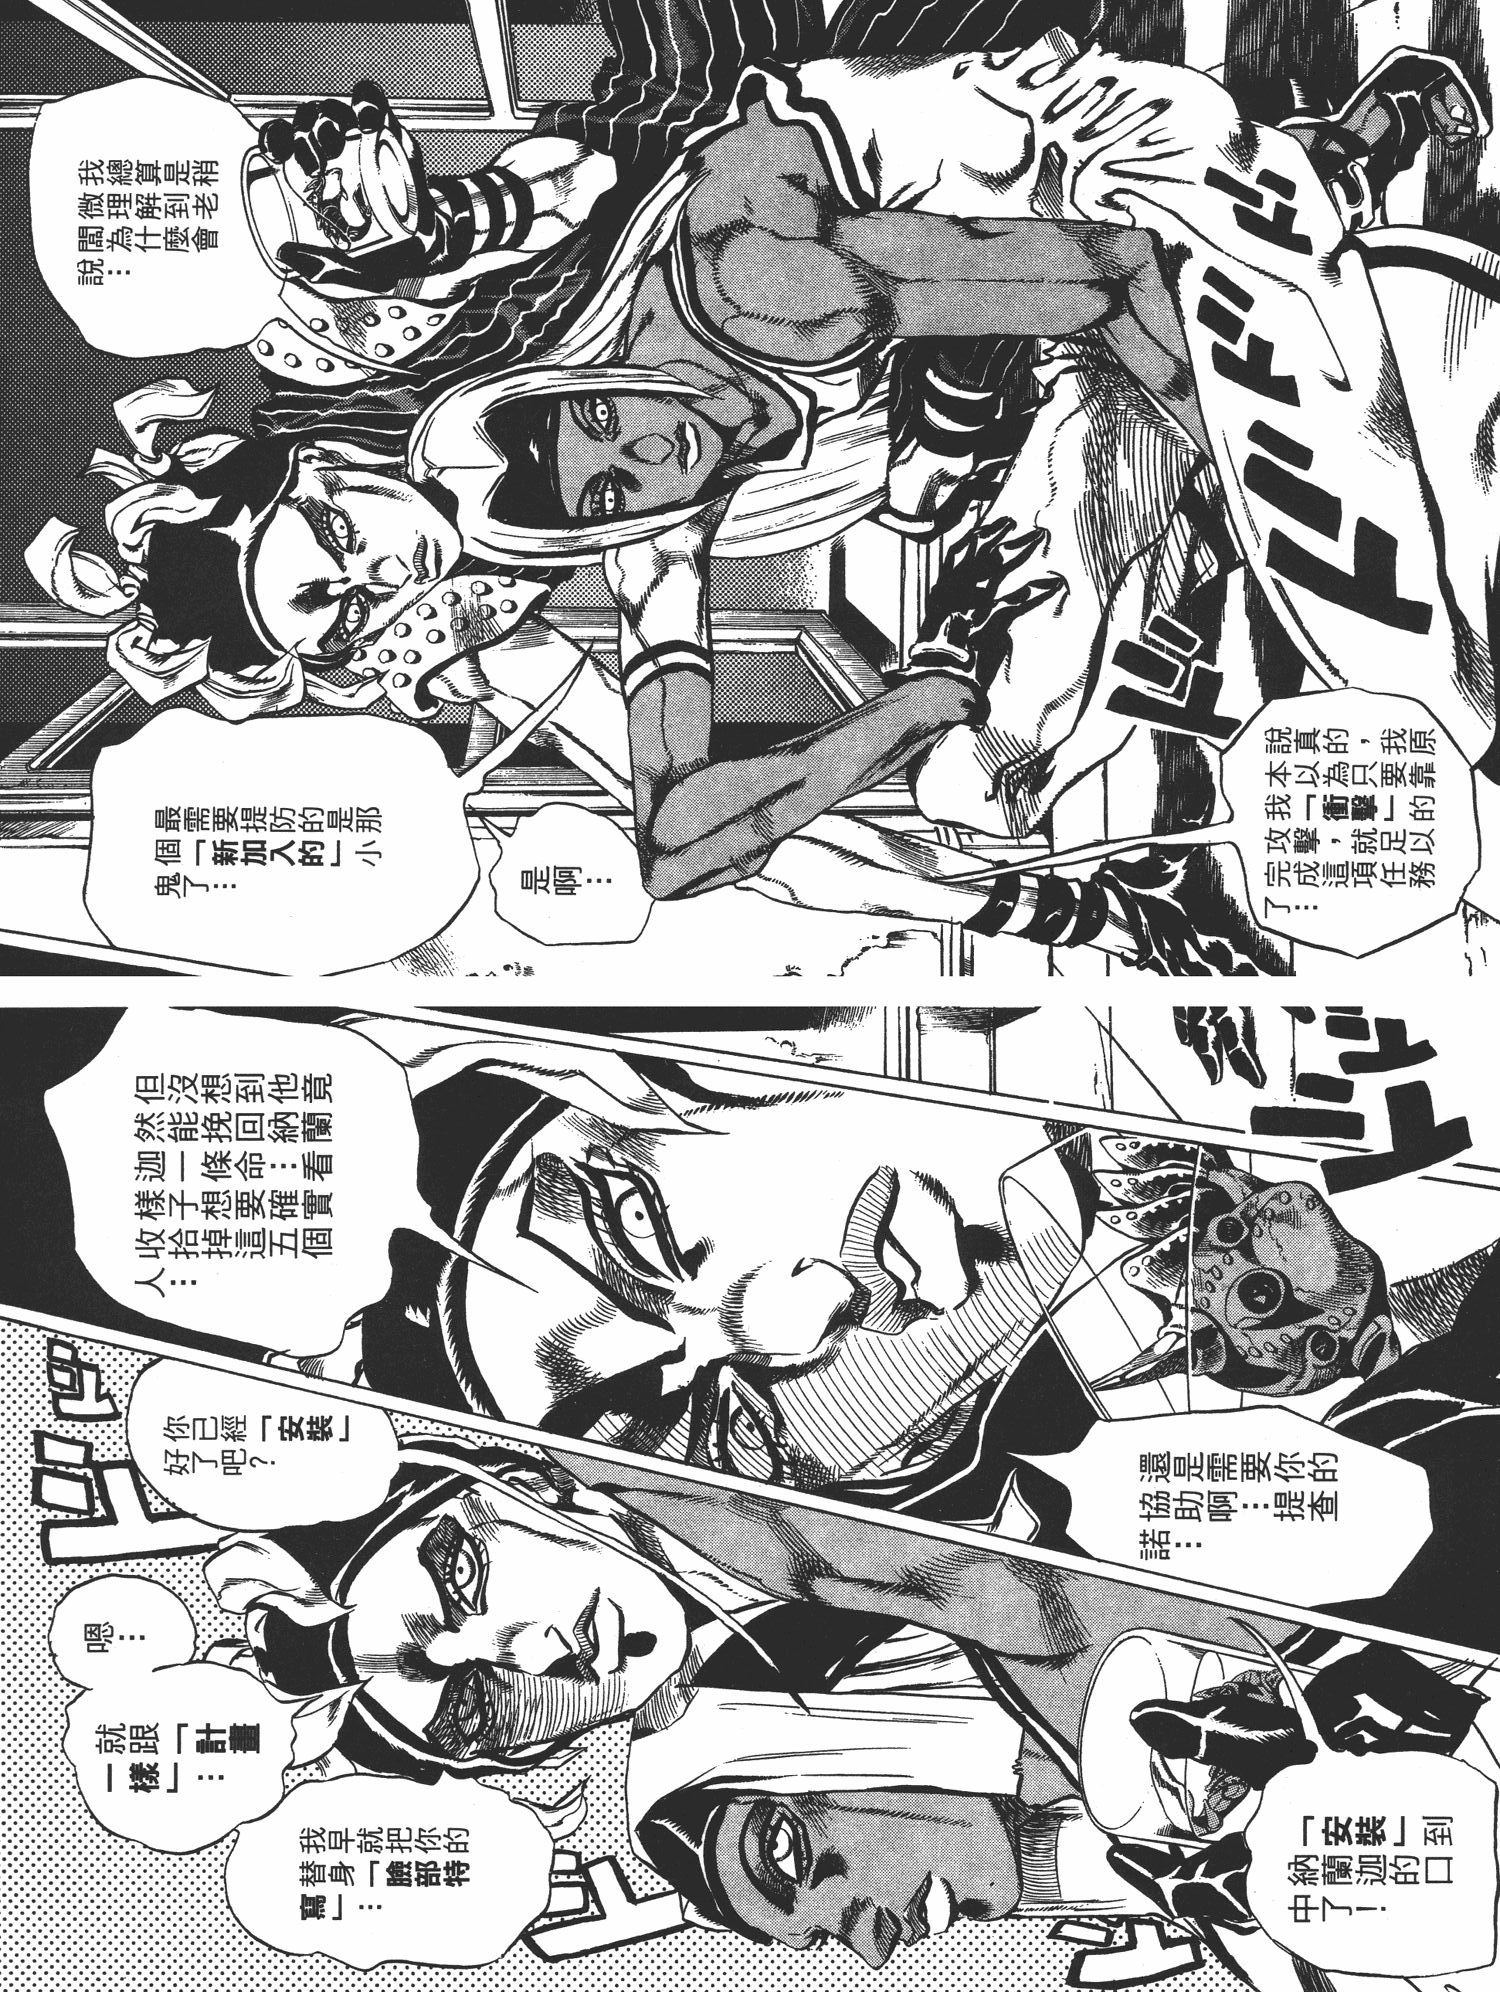 我總算是稍
微理解到老
闆為什麼會
說…
最需要提防的是那
個「新加入的」小
鬼了…
是啊…
說真的，我原
本以為只要靠
我「衝擊」的
攻擊，就足以
完成這項任務
了…
ドドドド
ド
但沒想到他竟
然能挽回納蘭
迦一條命…看
樣子想要確實
收拾掉這五個
人…
還是需要你的
協助啊…提查
諾…
ドド
你已經「安裝」
好了吧？
嗯…
就跟「計畫
一樣」…
我早就把你的
替身「臉部特
寫」…
「安裝」到
納蘭迦的口
中了！
ドドド
ド
ド